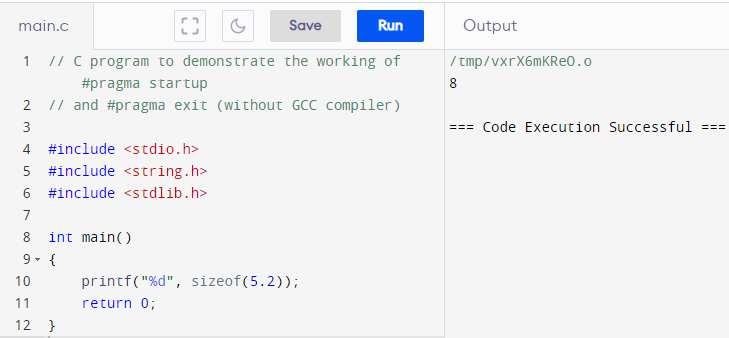 main.c
Save
Run
Output
1 // C program to demonstrate the working of
#pragma startup
2 // and #pragma exit (without GCC compiler)
3
4 #include <stdio.h>
5 #include <string.h>
6 #include <stdlib.h>
7
8 int main()
9 {
10 printf("%d", sizeof(5.2));
11 return 0;
12 }
/tmp/vxrX6mKReO.o
8
=== Code Execution Successful ===